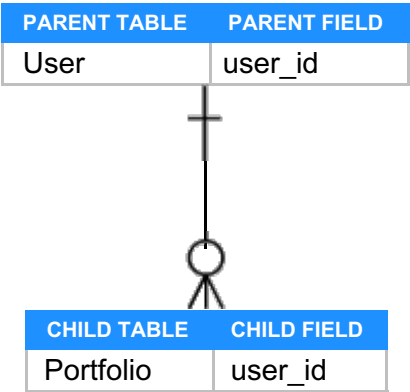 PARENT TABLE PARENT FIELD
User user_id
CHILD TABLE CHILD FIELD
Portfolio user_id